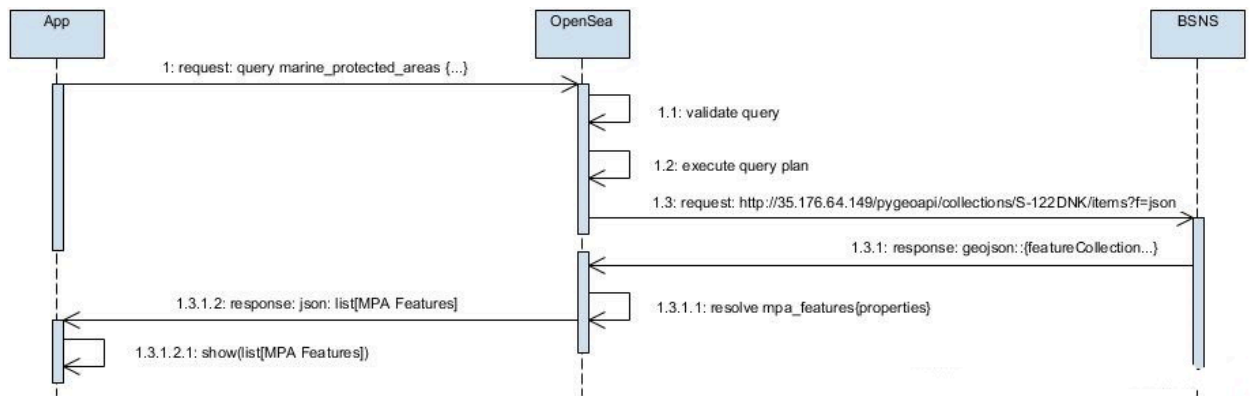 App
OpenSea
BSNS
1: request: query marine_protected_areas {...}
1.1: validate query
1.2: execute query plan
1.3: request: http://35.176.64.149/pygeoapi/collections/S-122DNK/items?f=json
1.3.1: response: geojson::{featureCollection...}
1.3.1.2: response: json: list[MPA Features]
1.3.1.1: resolve mpa_features{properties}
1.3.1.2.1: show(list[MPA Features])